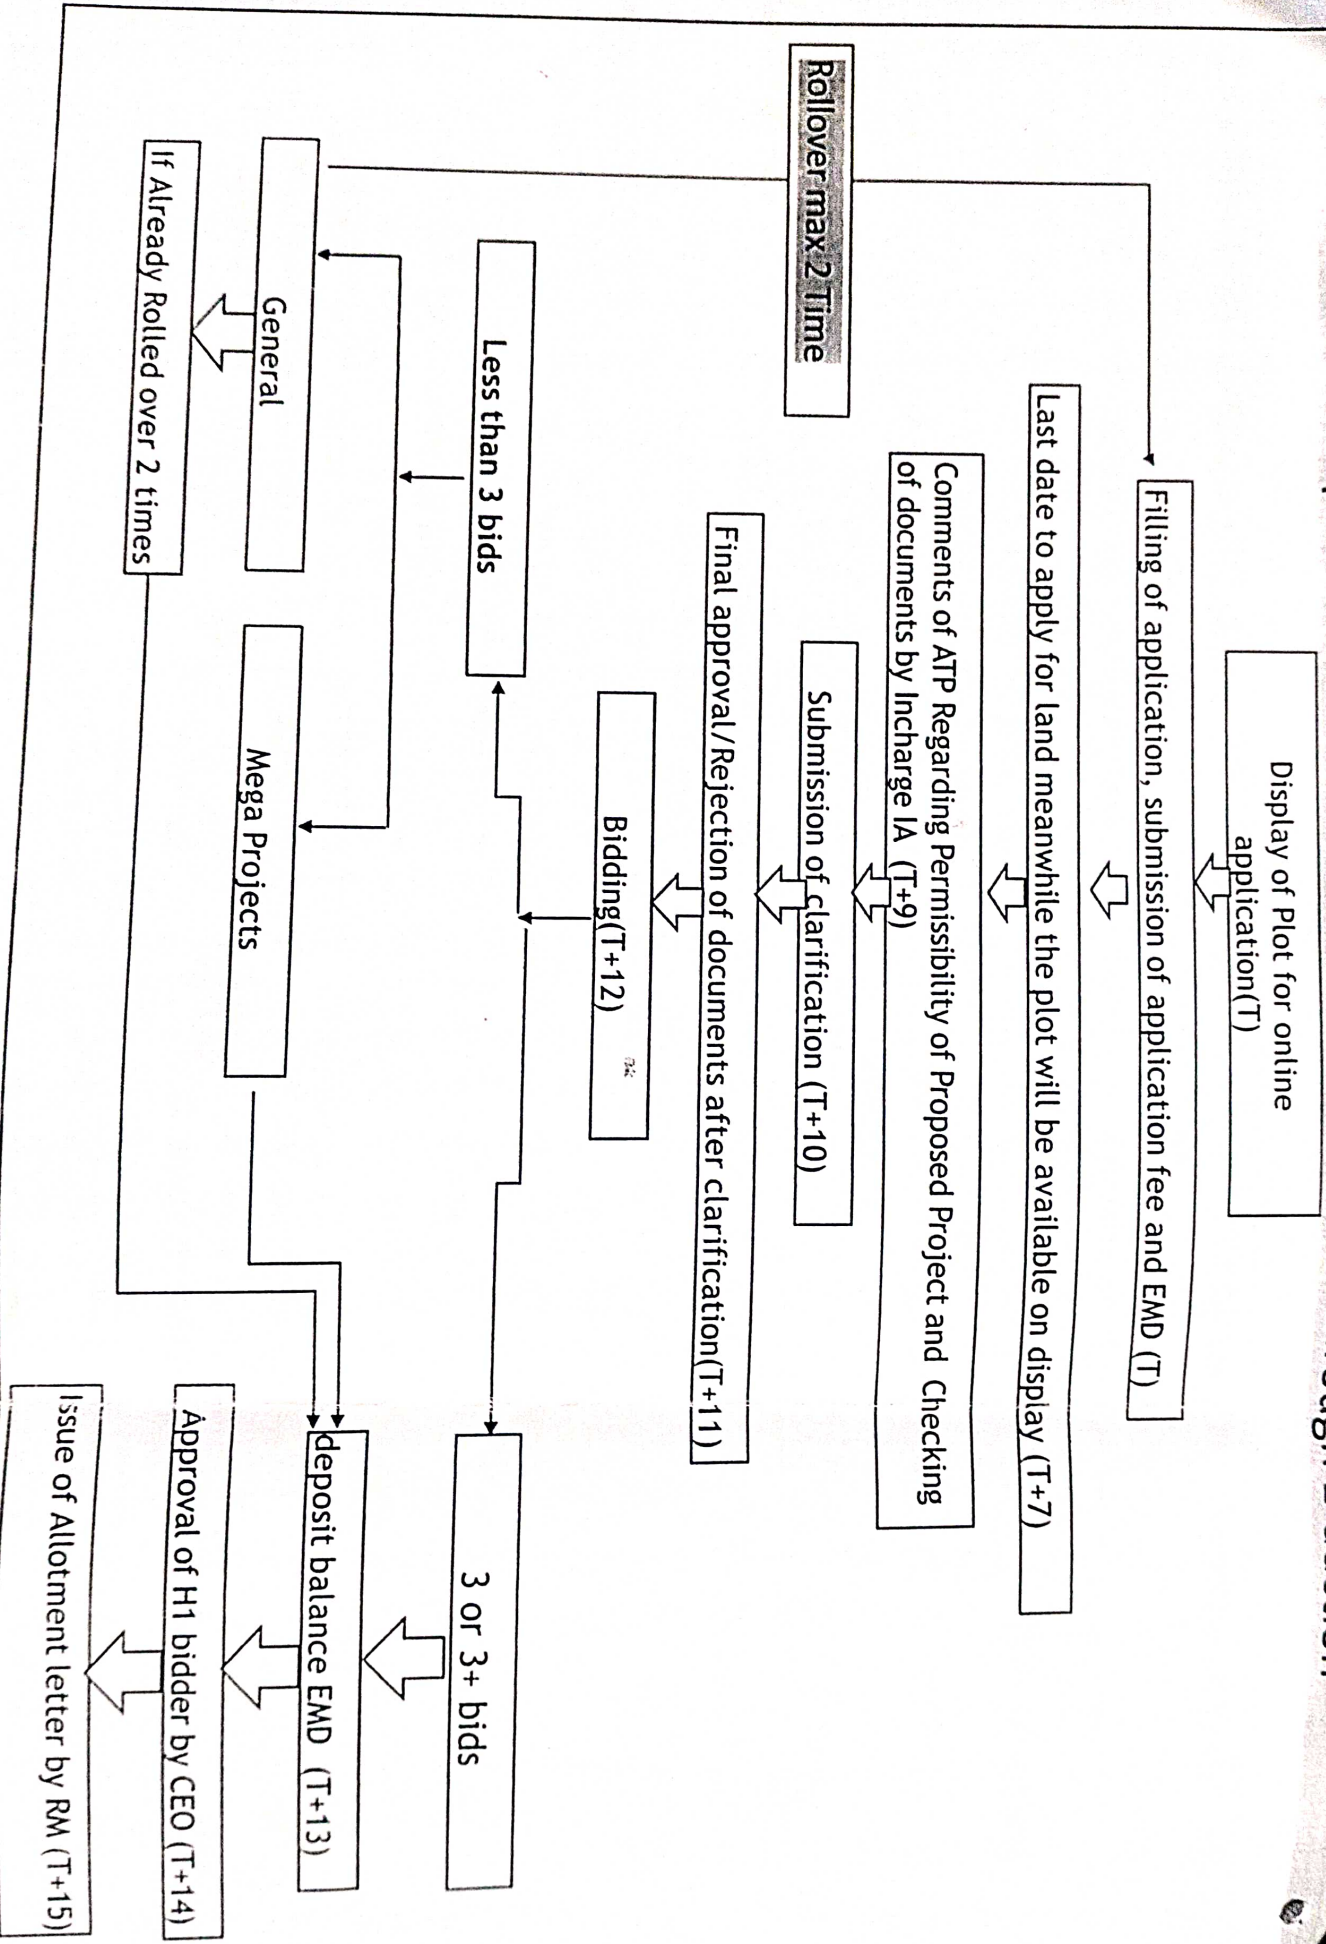 Display of Plot for online
application(T)
Filling of application, submission of application fee and EMD (T)
Last date to apply for land meanwhile the plot will be available on display (T+7)
Rollover max 2 Time
Comments of ATP Regarding Permissibility of Proposed Project and Checking
of documents by Incharge IA (T+9)
Submission of clarification (T+10)
Final approval/Rejection of documents after clarification(T+11)
Bidding(T+12)
Less than 3 bids
3 or 3+ bids
General
Mega Projects
deposit balance EMD (T+13)
If Already Rolled over 2 times
Approval of H1 bidder by CEO (T+14)
Issue of Allotment letter by RM (T+15)